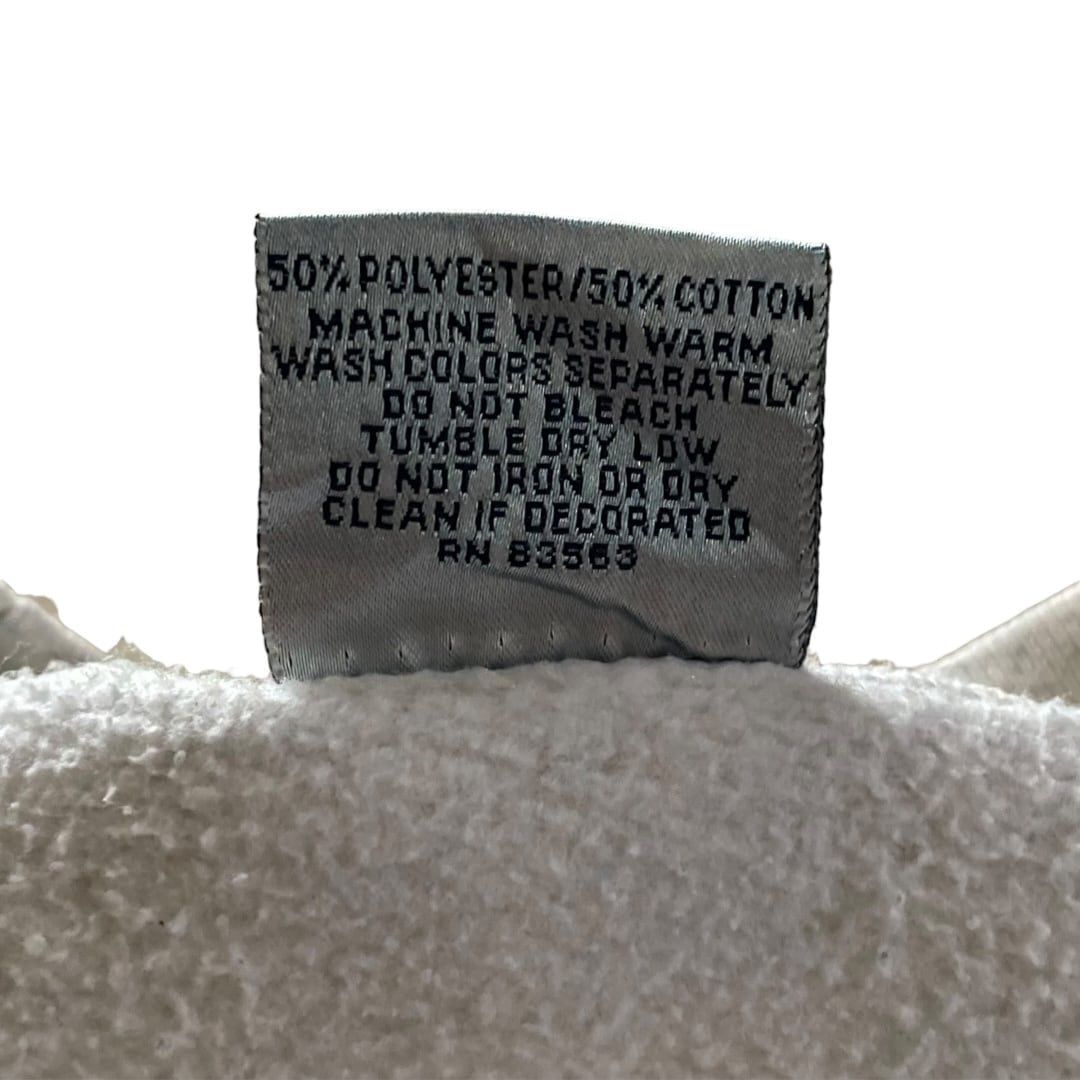 50% POLYESTER/50% COTTON
MACHINE WASH WARM
WASH COLORS SEPARATELY
DO NOT BLEACH
TUMBLE DRY LOW
DO NOT IRON OR DRY
CLEAN IF DECORATED
RN 83563